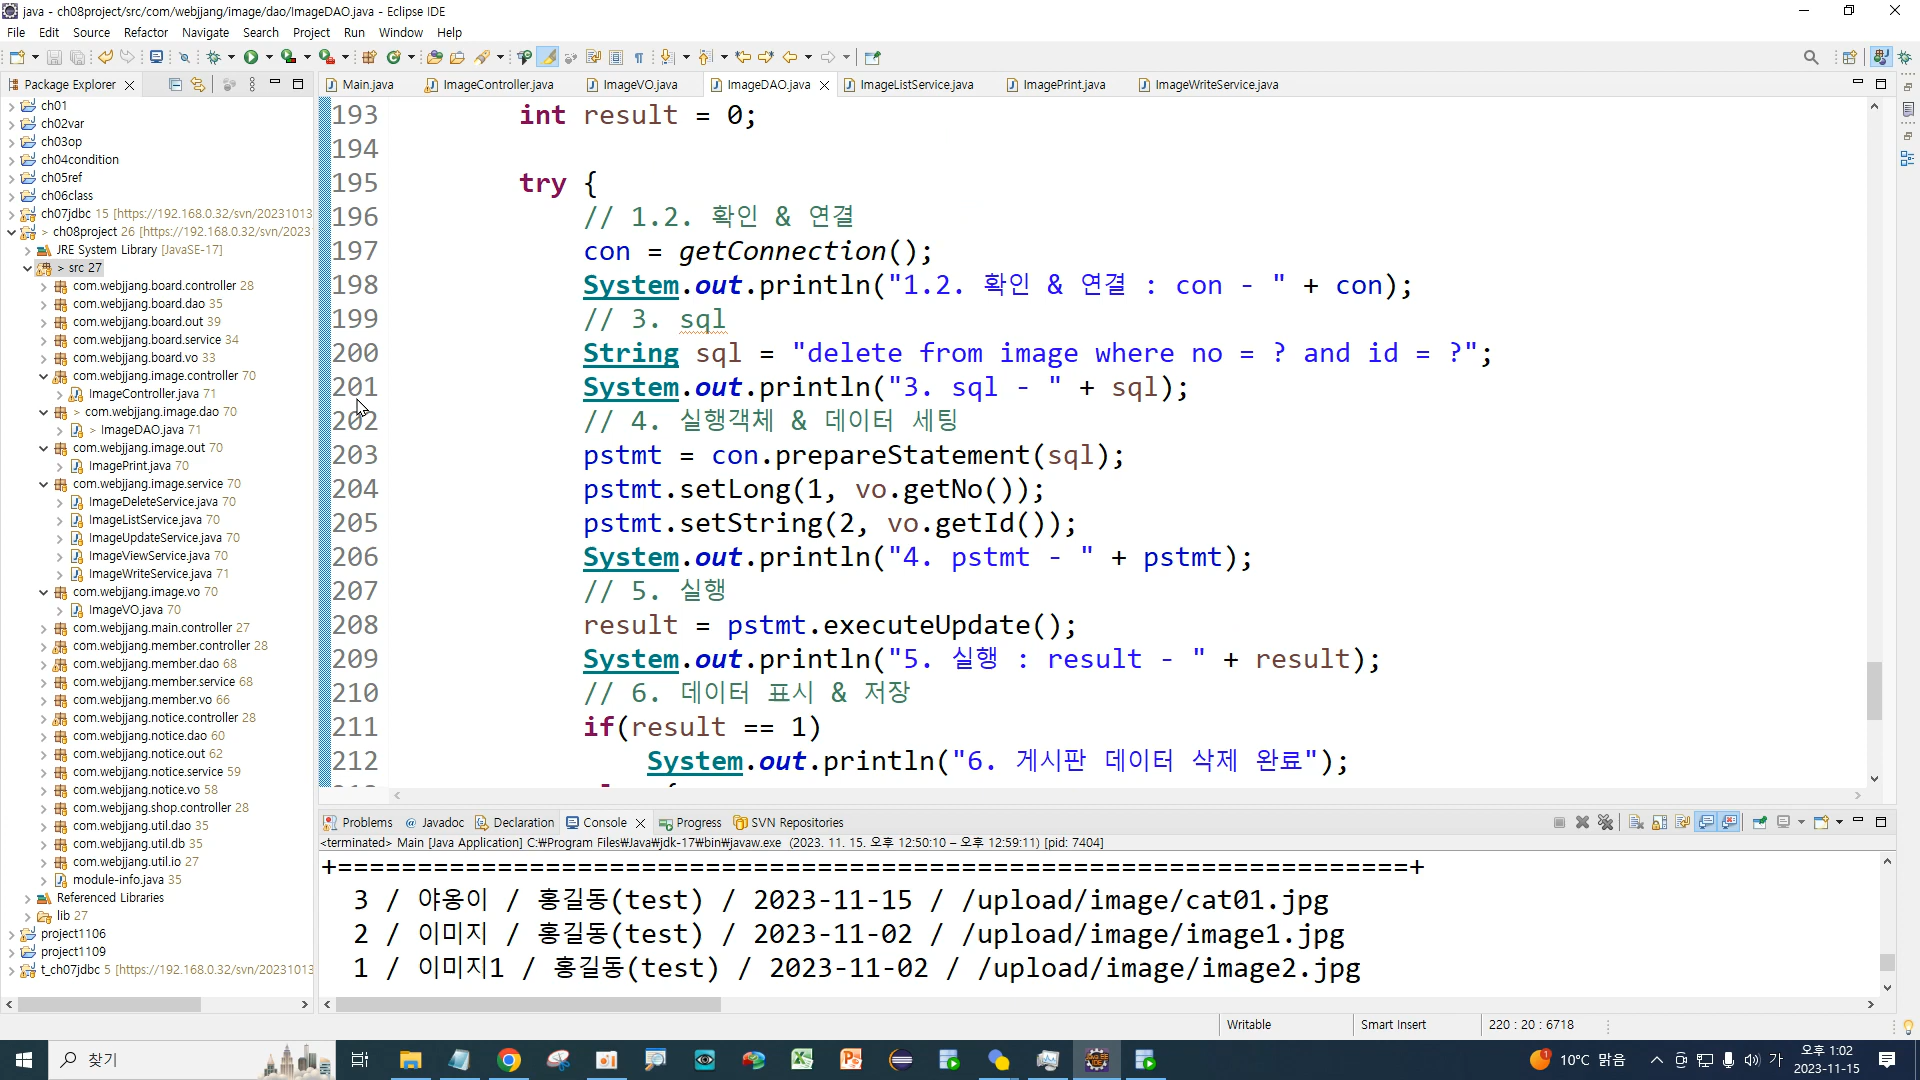 java - ch08project/src/com/webjjang/image/dao/ImageDAO.java - Eclipse IDE
File Edit Source Refactor Navigate Search Project Run Window Help
Package Explorer
Main.java ImageController.java ImageVO.java ImageDAO.java ImageListService.java ImagePrint.java ImageWriteService.java
ch01
ch02var
ch03op
ch04condition
ch05ref
ch06class
ch07jdbc 15 [https://192.168.0.32/svn/20231013
> ch08project 26 [https://192.168.0.32/svn/2023
JRE System Library [JavaSE-17]
> src 27
com.webjjang.board.controller 28
com.webjjang.board.dao 35
com.webjjang.board.out 39
com.webjjang.board.service 34
com.webjjang.board.vo 33
com.webjjang.image.controller 70
ImageController.java 71
> com.webjjang.image.dao 70
> ImageDAO.java 71
com.webjjang.image.out 70
ImagePrint.java 70
com.webjjang.image.service 70
ImageDeleteService.java 70
ImageListService.java 70
ImageUpdateService.java 70
ImageViewService.java 70
ImageWriteService.java 71
com.webjjang.image.vo 70
ImageVO.java 70
com.webjjang.main.controller 27
com.webjjang.member.controller 28
com.webjjang.member.dao 68
com.webjjang.member.service 68
com.webjjang.member.vo 66
com.webjjang.notice.controller 28
com.webjjang.notice.dao 60
com.webjjang.notice.out 62
com.webjjang.notice.service 59
com.webjjang.notice.vo 58
com.webjjang.shop.controller 28
com.webjjang.util.dao 35
com.webjjang.util.db 35
com.webjjang.util.io 27
module-info.java 35
Referenced Libraries
lib 27
project1106
project1109
t_ch07jdbc 5 [https://192.168.0.32/svn/20231013
193 int result = 0;
194
195 try {
196 // 1.2. 확인 & 연결
197 con = getConnection();
198 System.out.println("1.2. 확인 & 연결 : con - " + con);
199 // 3. sql
200 String sql = "delete from image where no = ? and id = ?";
201 System.out.println("3. sql - " + sql);
202 // 4. 실행객체 & 데이터 세팅
203 pstmt = con.prepareStatement(sql);
204 pstmt.setLong(1, vo.getNo());
205 pstmt.setString(2, vo.getId());
206 System.out.println("4. pstmt - " + pstmt);
207 // 5. 실행
208 result = pstmt.executeUpdate();
209 System.out.println("5. 실행 : result - " + result);
210 // 6. 데이터 표시 & 저장
211 if(result == 1)
212 System.out.println("6. 게시판 데이터 삭제 완료");
Problems Javadoc Declaration Console Progress SVN Repositories
<terminated> Main [Java Application] C:₩Program Files₩Java₩jdk-17₩bin₩javaw.exe (2023. 11. 15. 오후 12:50:10 – 오후 12:59:11) [pid: 7404]
+===================================================================+
3 / 야옹이 / 홍길동(test) / 2023-11-15 / /upload/image/cat01.jpg
2 / 이미지 / 홍길동(test) / 2023-11-02 / /upload/image/image1.jpg
1 / 이미지1 / 홍길동(test) / 2023-11-02 / /upload/image/image2.jpg
Writable Smart Insert 220 : 20 : 6718
찾기
10°C 맑음
가
오후 1:02
2023-11-15